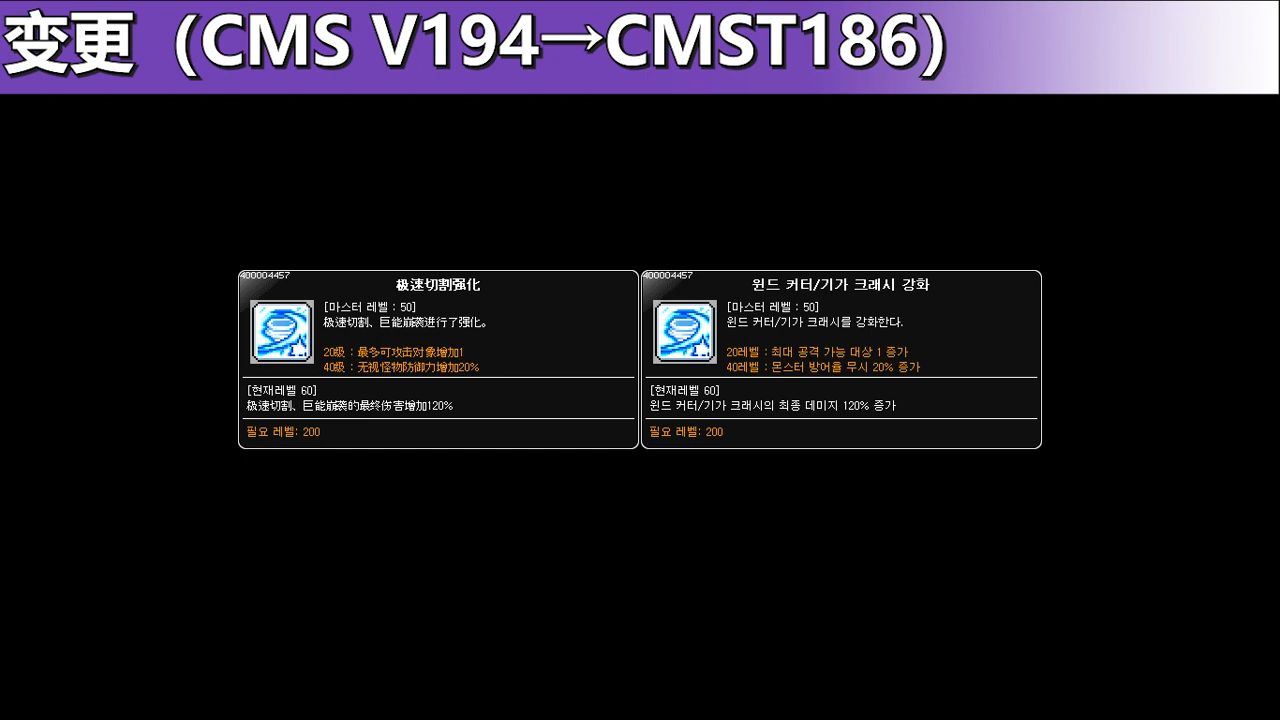 变更（CMS V194→CMST186）
400004457
极速切割强化
[마스터 레벨 : 50]
极速切割、巨能崩袭进行了强化。
20级 : 最多可攻击对象增加1
40级 : 无视怪物防御力增加20%
[현재레벨 60]
极速切割、巨能崩袭的最终伤害增加120%
필요 레벨: 200
400004457
윈드 커터/기가 크래시 강화
[마스터 레벨 : 50]
윈드 커터/기가 크래시를 강화한다.
20레벨 : 최대 공격 가능 대상 1 증가
40레벨 : 몬스터 방어율 무시 20% 증가
[현재레벨 60]
윈드 커터/기가 크래시의 최종 데미지 120% 증가
필요 레벨: 200